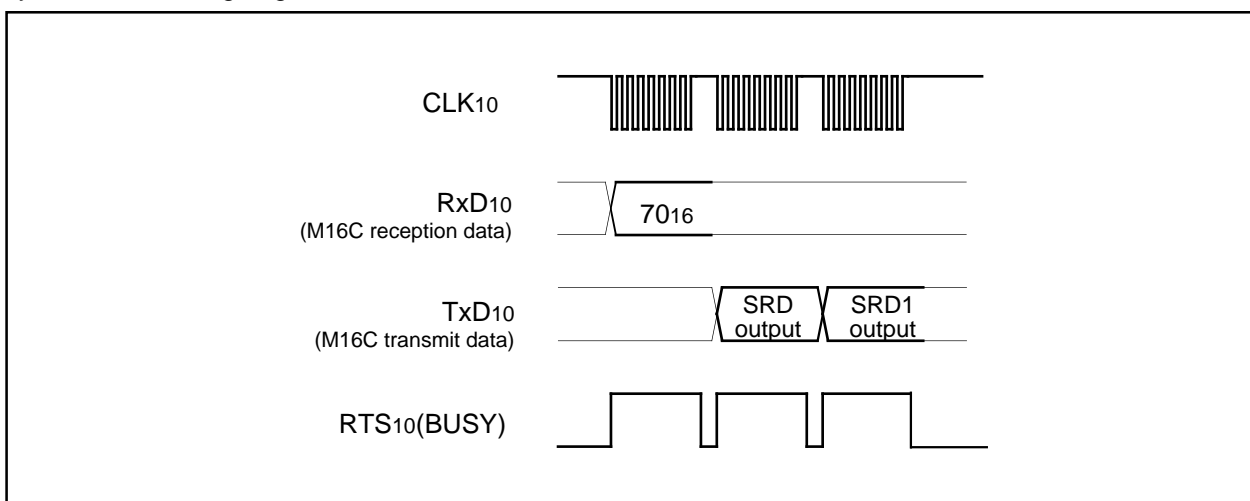 CLK10
RxD10
(M16C reception data)
7016
TxD10
(M16C transmit data)
SRD
output
SRD1
output
RTS10(BUSY)